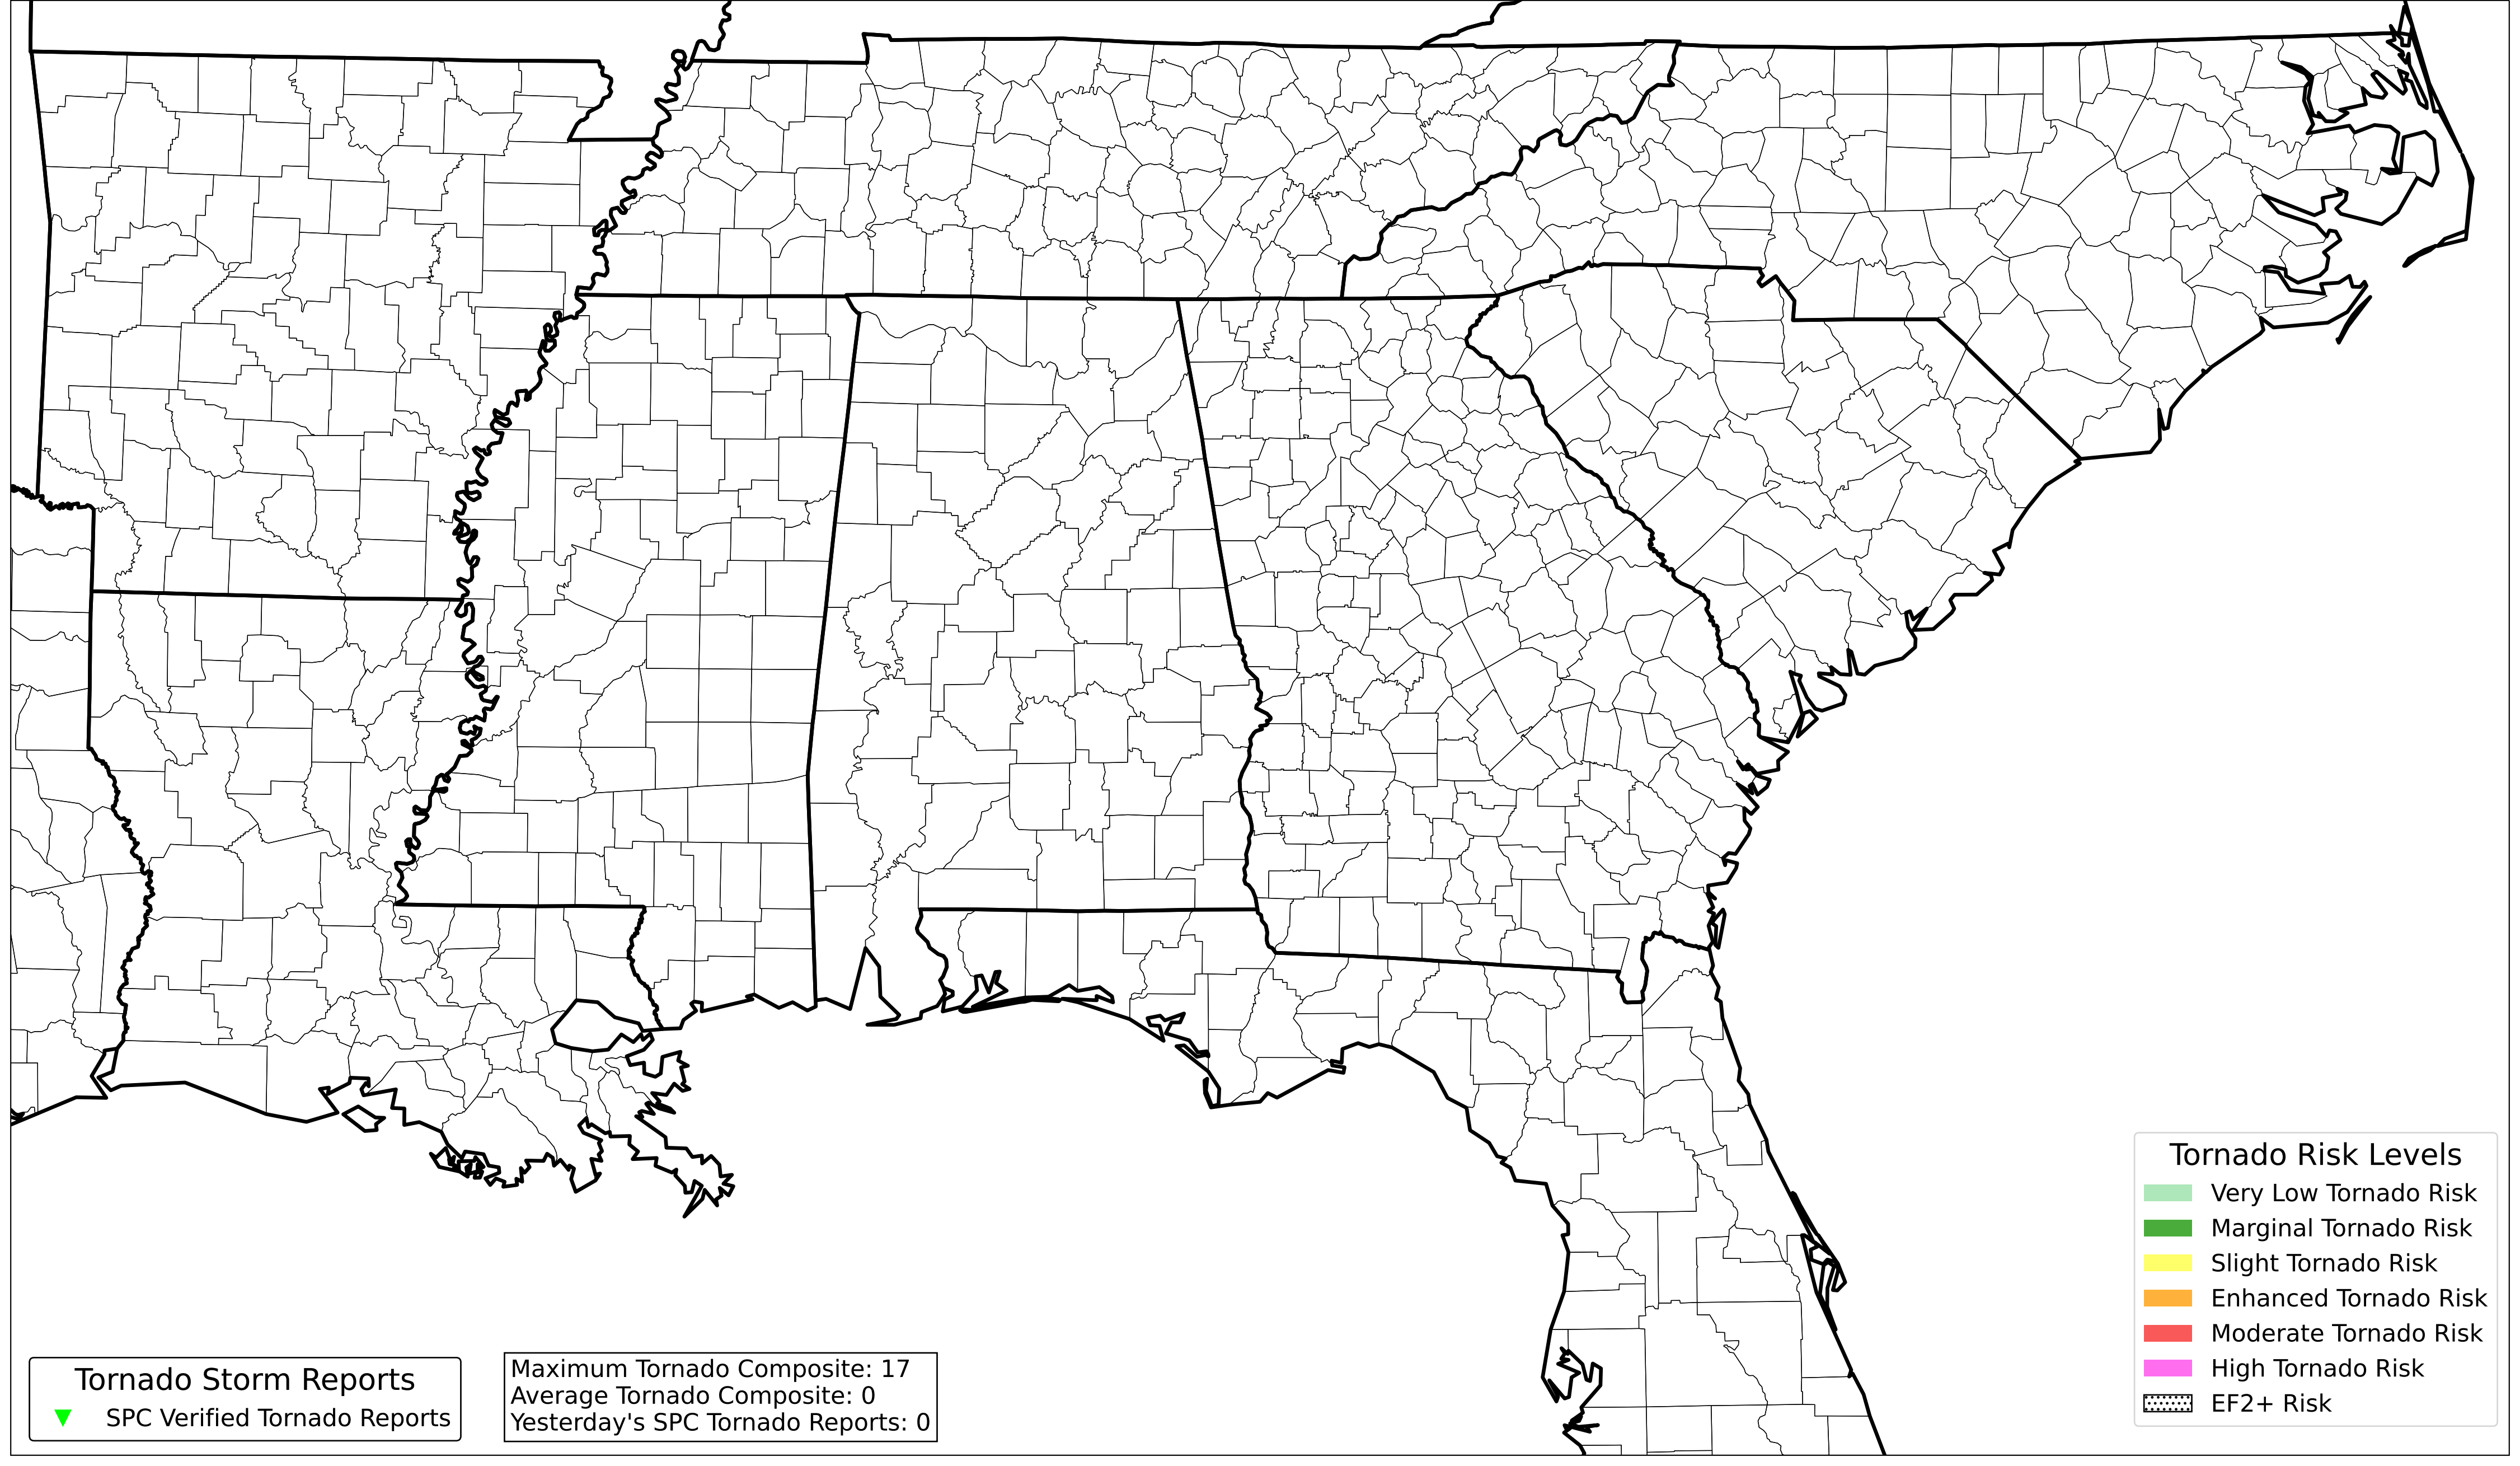 Tornado Risk Levels
Very Low Tornado Risk
Marginal Tornado Risk
Slight Tornado Risk
Enhanced Tornado Risk
Moderate Tornado Risk
High Tornado Risk
EF2+ Risk
Tornado Storm Reports
SPC Verified Tornado Reports
Maximum Tornado Composite: 17
Average Tornado Composite: 0
Yesterday's SPC Tornado Reports: 0